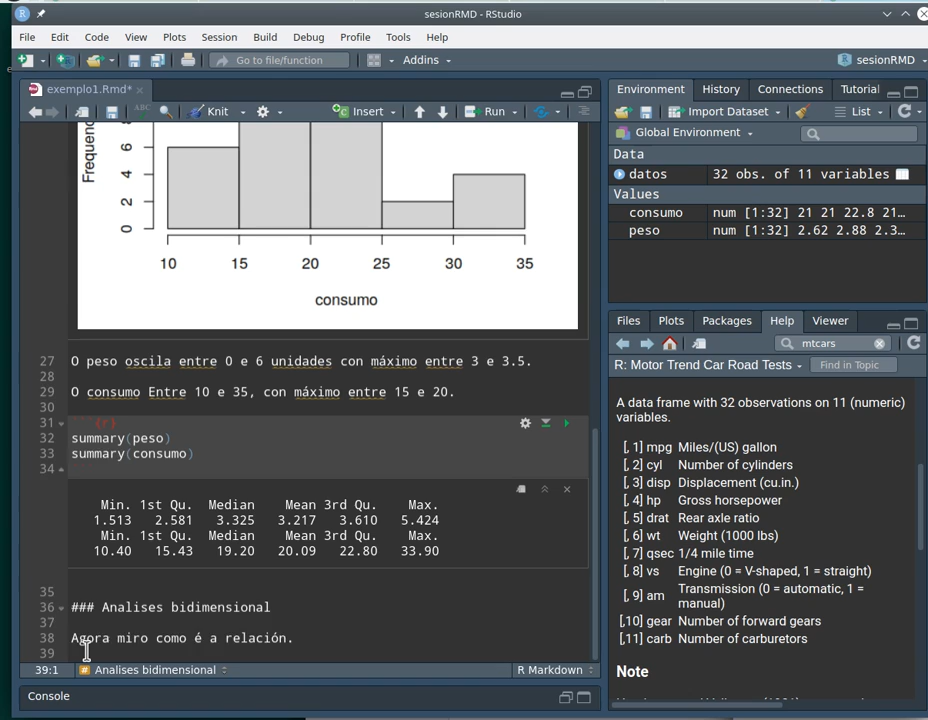 sesionRMD - RStudio
File Edit Code View Plots Session Build Debug Profile Tools Help
Go to file/function Addins sesionRMD
exemplo1.Rmd*
ABC Knit Insert Run
Frequenc
6
4
2
0
10 15 20 25 30 35
consumo
27 O peso oscila entre 0 e 6 unidades con máximo entre 3 e 3.5.
28
29 O consumo Entre 10 e 35, con máximo entre 15 e 20.
30
31 ```{r}
32 summary(peso)
33 summary(consumo)
34
Min. 1st Qu. Median Mean 3rd Qu. Max.
1.513 2.581 3.325 3.217 3.610 5.424
Min. 1st Qu. Median Mean 3rd Qu. Max.
10.40 15.43 19.20 20.09 22.80 33.90
35
36 ### Analises bidimensional
37
38 Agora miro como é a relación.
39
39:1 # Analises bidimensional R Markdown
Console
Environment History Connections Tutorial
Import Dataset List
Global Environment
Data
datos 32 obs. of 11 variables
Values
consumo num [1:32] 21 21 22.8 21…
peso num [1:32] 2.62 2.88 2.3…
Files Plots Packages Help Viewer
mtcars
R: Motor Trend Car Road Tests Find in Topic
A data frame with 32 observations on 11 (numeric)
variables.
[, 1] mpg Miles/(US) gallon
[, 2] cyl Number of cylinders
[, 3] disp Displacement (cu.in.)
[, 4] hp Gross horsepower
[, 5] drat Rear axle ratio
[, 6] wt Weight (1000 lbs)
[, 7] qsec 1/4 mile time
[, 8] vs Engine (0 = V-shaped, 1 = straight)
[, 9] am Transmission (0 = automatic, 1 =
manual)
[,10] gear Number of forward gears
[,11] carb Number of carburetors
Note